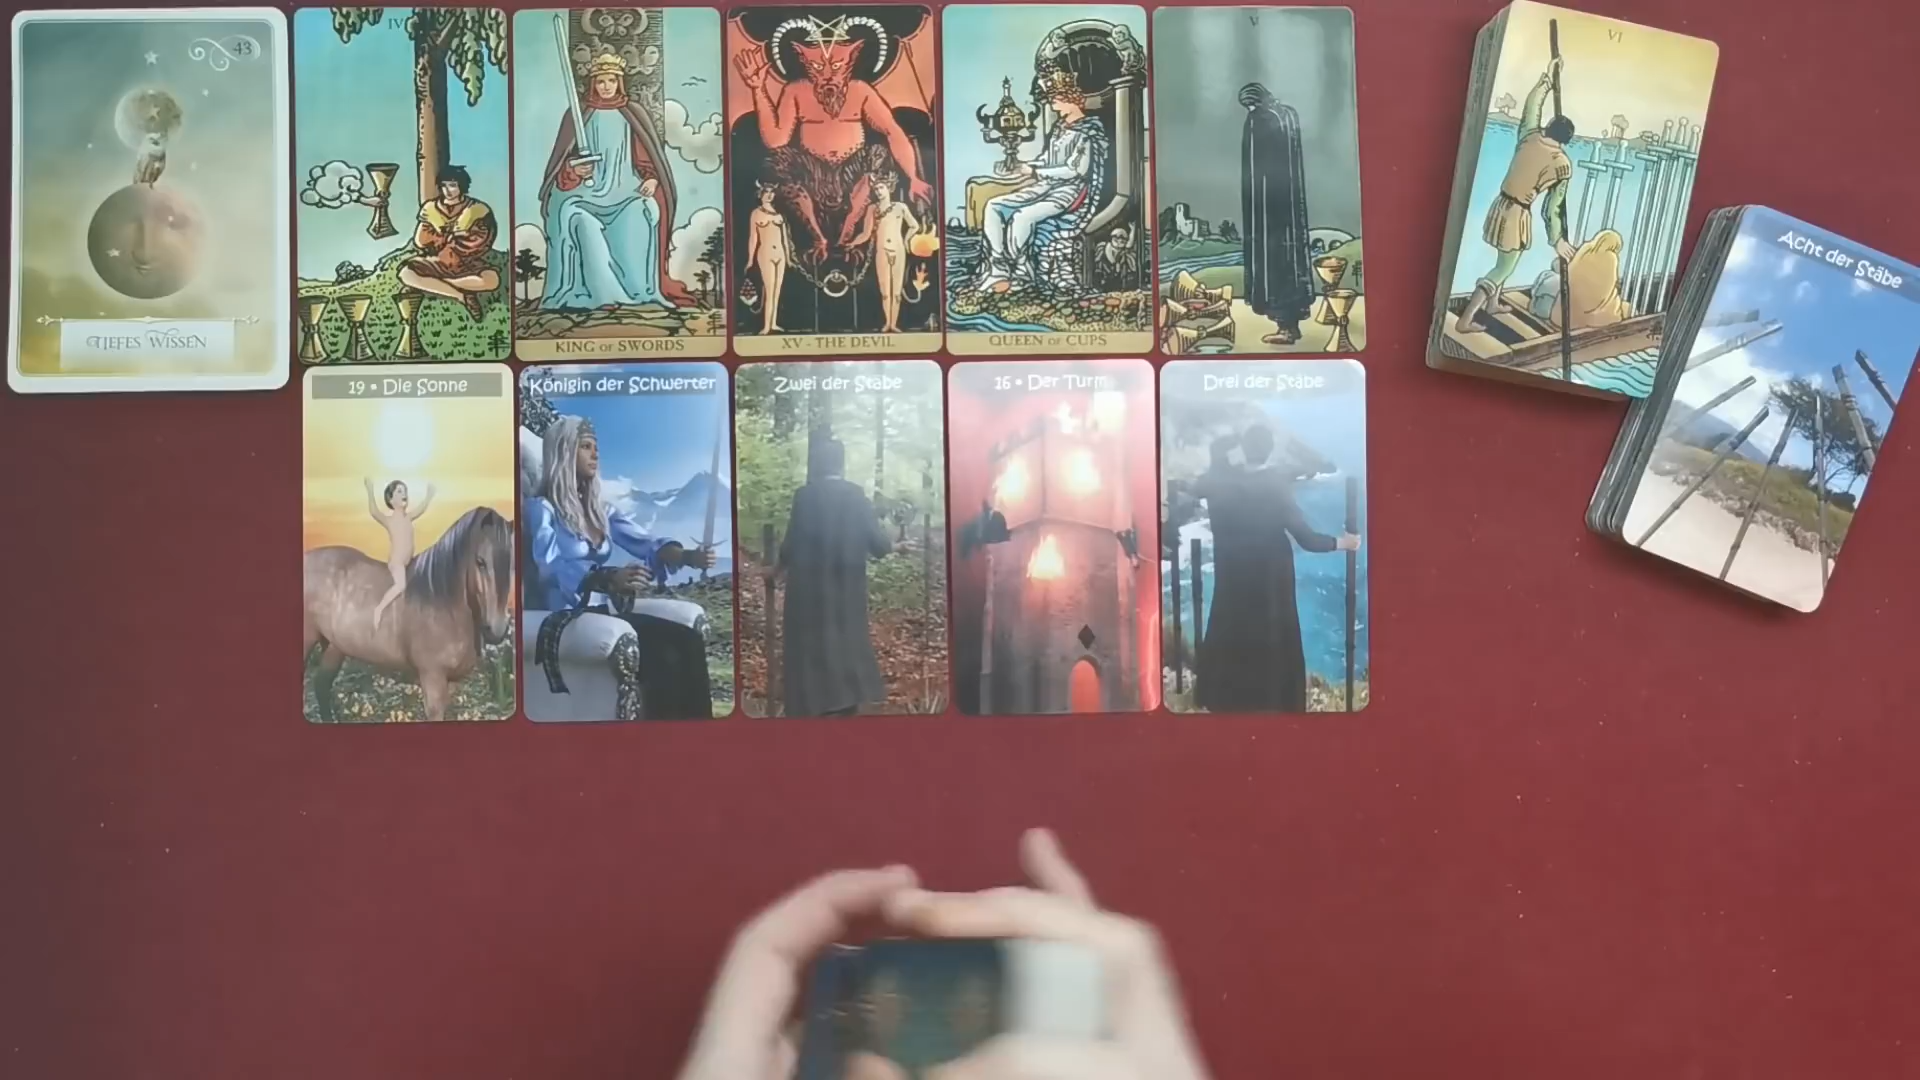 43
TIEFES WISSEN
IV
KING OF SWORDS
XV - THE DEVIL
QUEEN OF CUPS
V
VI
Acht der Stäbe
19 • Die Sonne
Königin der Schwerter
Zwei der Stäbe
16 • Der Turm
Drei der Stäbe